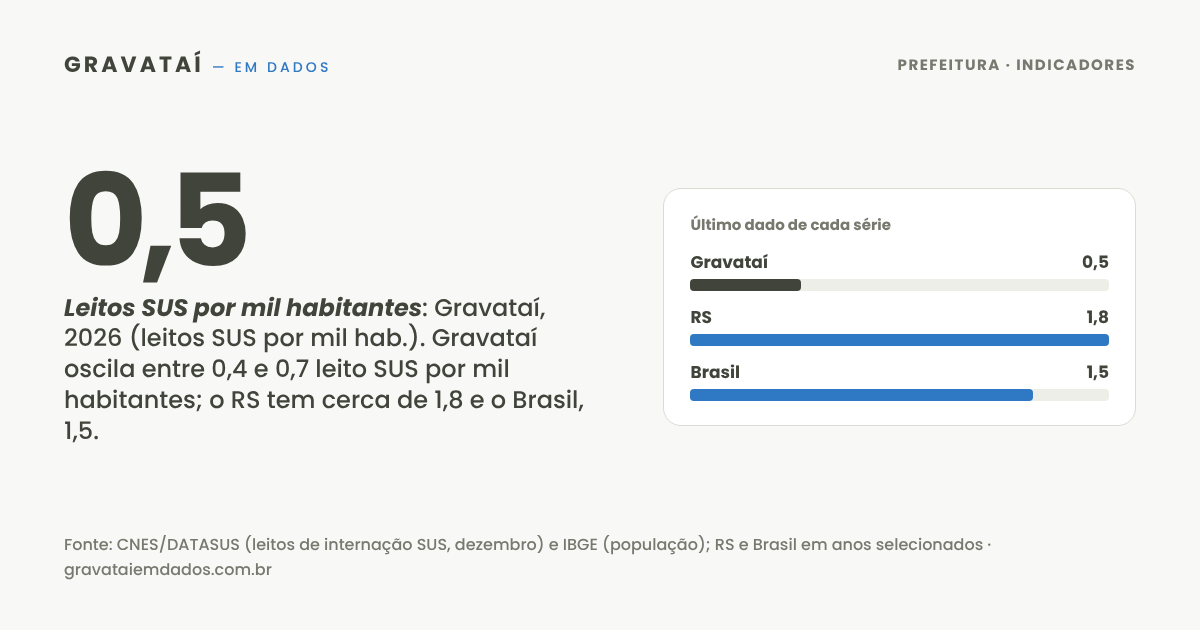 GRAVATAÍ — EM DADOS
PREFEITURA · INDICADORES
0,5
Leitos SUS por mil habitantes: Gravataí,
2026 (leitos SUS por mil hab.). Gravataí
oscila entre 0,4 e 0,7 leito SUS por mil
habitantes; o RS tem cerca de 1,8 e o Brasil,
1,5.
Último dado de cada série
Gravataí 0,5
RS 1,8
Brasil 1,5
Fonte: CNES/DATASUS (leitos de internação SUS, dezembro) e IBGE (população); RS e Brasil em anos selecionados ·
gravataiemdados.com.br